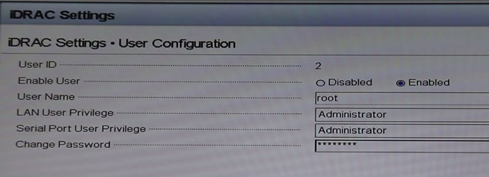 iDRAC Settings
iDRAC Settings • User Configuration
User ID 2
Enable User Disabled Enabled
User Name root
LAN User Privilege Administrator
Serial Port User Privilege Administrator
Change Password ********